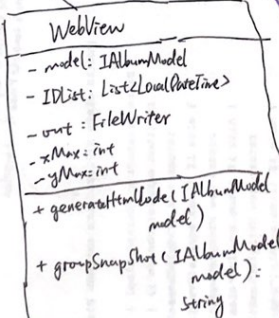 WebView
- model: IAlbumModel
- IDList: List<LocalDateTime>
- out: FileWriter
- xMax: int
- yMax: int
+ generateHtmlCode(IAlbumModel
model)
+ groupSnapShot(IAlbumModel
model):
String